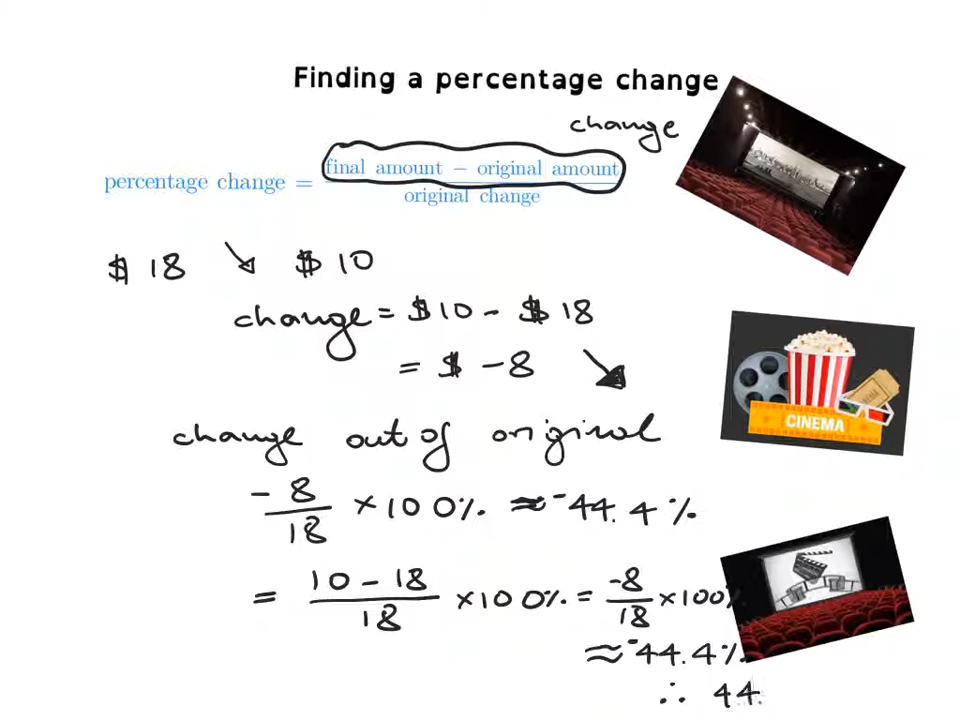 Finding a percentage change
change
percentage change = final amount − original amount / original change
$ 18 ↘ $ 10
change = $10 - $ 18
= $ -8 ↘
change out of original
-8/18 × 100% ≈ -44.4%
= 10 - 18/18 × 100% = -8/18 × 100%
≈ -44.4%
∴ 44.
CINEMA